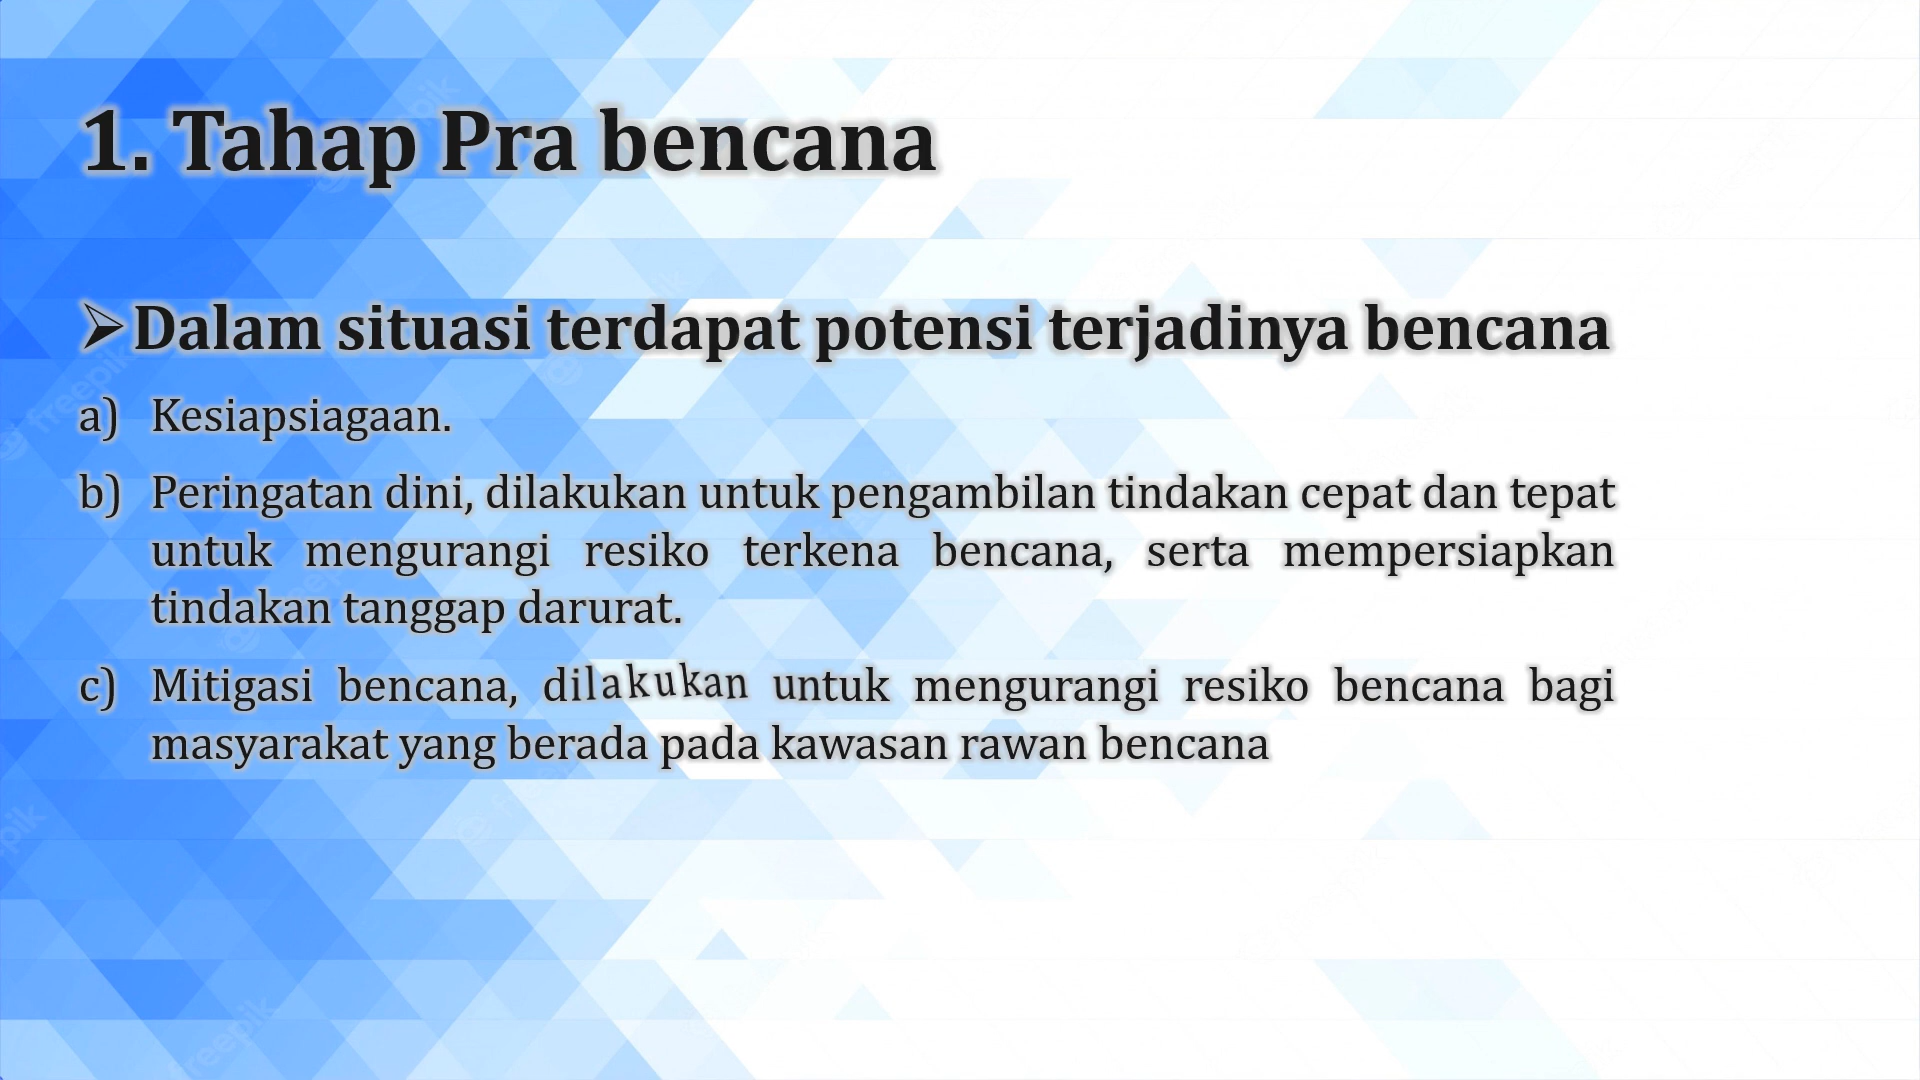 1. Tahap Pra bencana
➢Dalam situasi terdapat potensi terjadinya bencana
a) Kesiapsiagaan.
b) Peringatan dini, dilakukan untuk pengambilan tindakan cepat dan tepat
untuk mengurangi resiko terkena bencana, serta mempersiapkan
tindakan tanggap darurat.
c) Mitigasi bencana, dilakukan untuk mengurangi resiko bencana bagi
masyarakat yang berada pada kawasan rawan bencana